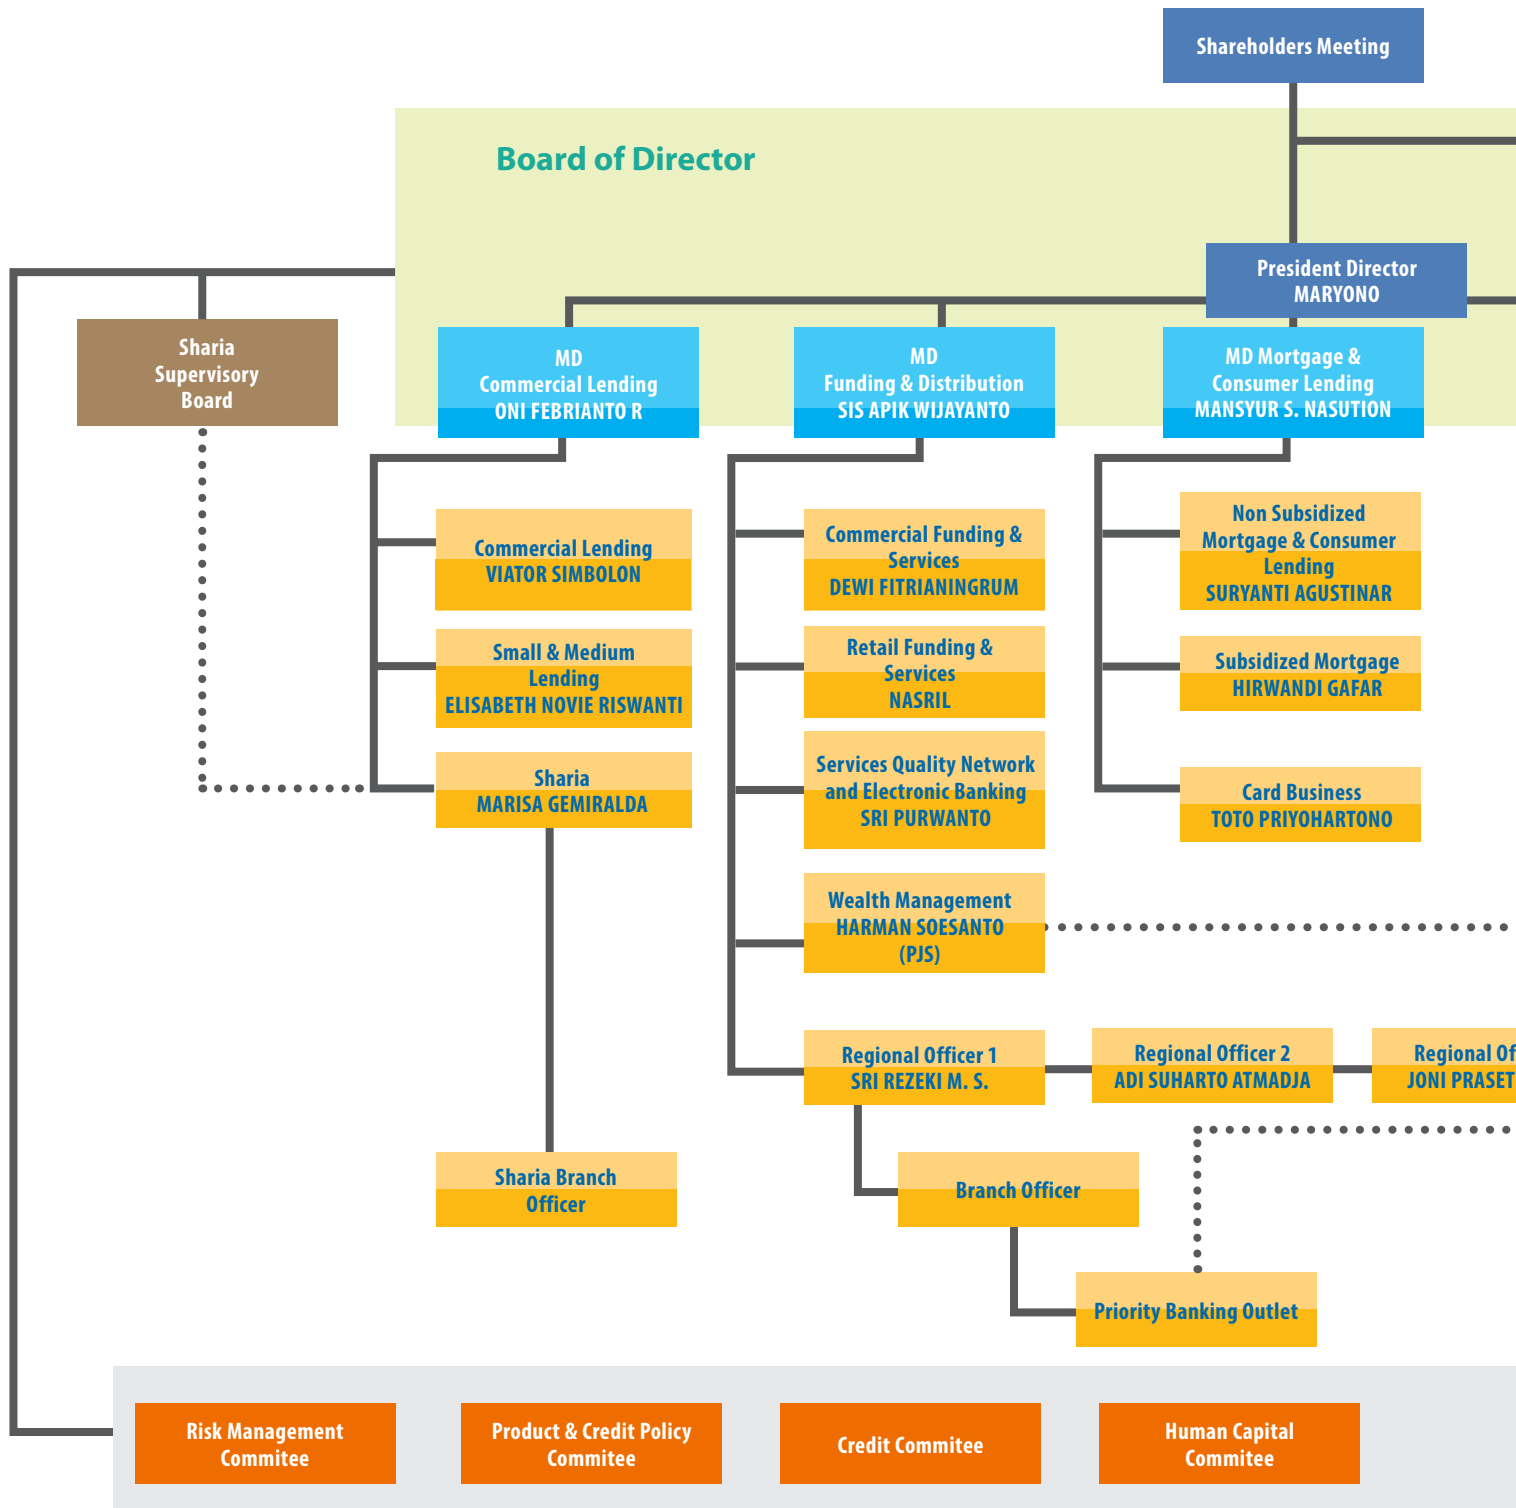 Shareholders Meeting
Board of Director
President Director
MARYONO
Sharia
Supervisory
Board
MD
Commercial Lending
ONI FEBRIANTO R
MD
Funding & Distribution
SIS APIK WIJAYANTO
MD Mortgage &
Consumer Lending
MANSYUR S. NASUTION
Commercial Lending
VIATOR SIMBOLON
Small & Medium
Lending
ELISABETH NOVIE RISWANTI
Sharia
MARISA GEMIRALDA
Commercial Funding &
Services
DEWI FITRIANINGRUM
Retail Funding &
Services
NASRIL
Services Quality Network
and Electronic Banking
SRI PURWANTO
Wealth Management
HARMAN SOESANTO
(PJS)
Non Subsidized
Mortgage & Consumer
Lending
SURYANTI AGUSTINAR
Subsidized Mortgage
HIRWANDI GAFAR
Card Business
TOTO PRIYOHARTONO
Regional Officer 1
SRI REZEKI M. S.
Regional Officer 2
ADI SUHARTO ATMADJA
Regional Of
JONI PRASET
Sharia Branch
Officer
Branch Officer
Priority Banking Outlet
Risk Management
Commitee
Product & Credit Policy
Commitee
Credit Commitee
Human Capital
Commitee